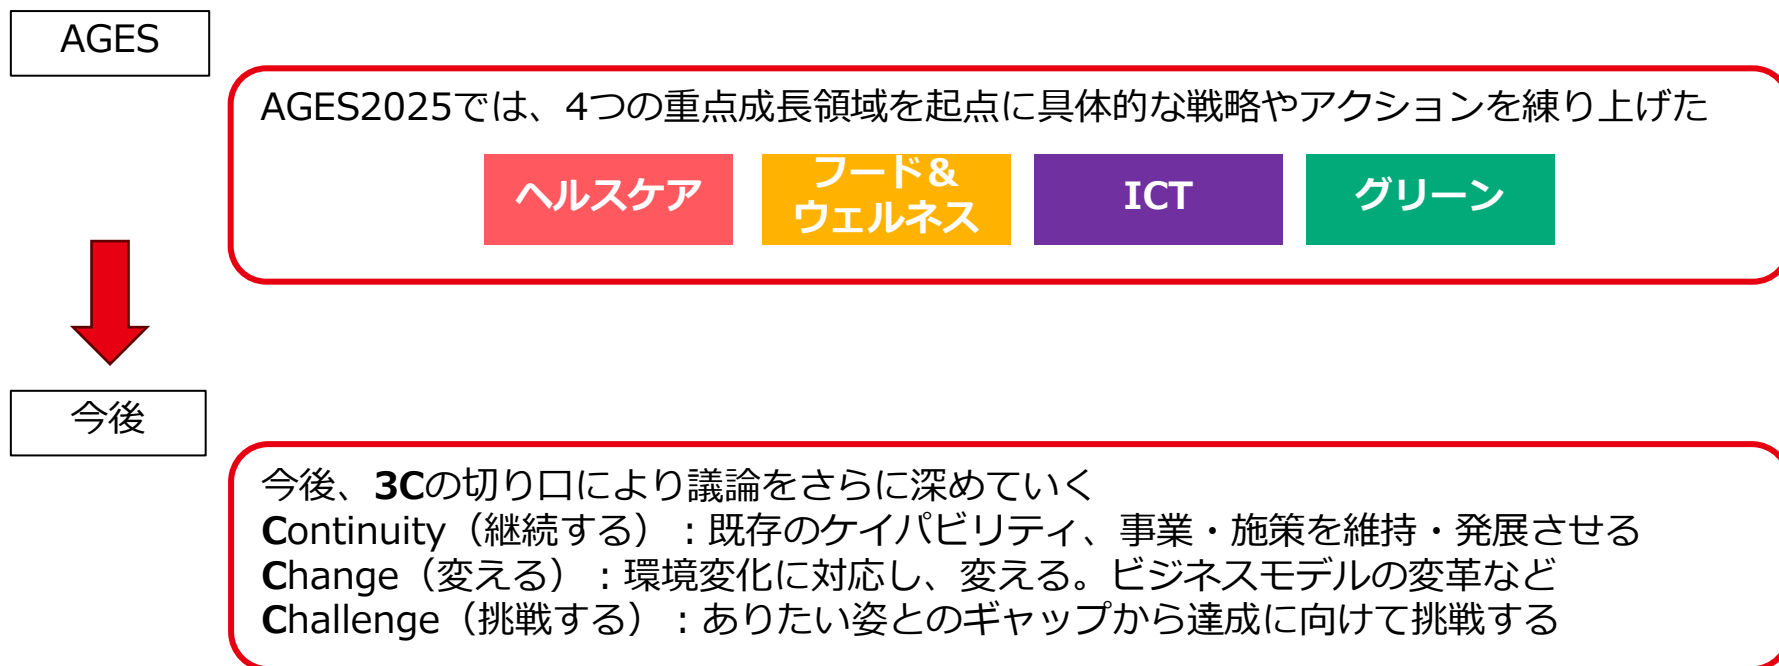 AGES
AGES2025では、4つの重点成長領域を起点に具体的な戦略やアクションを練り上げた
ヘルスケア
フード＆
ウェルネス
ICT
グリーン
今後
今後、3Cの切り口により議論をさらに深めていく
Continuity（継続する）：既存のケイパビリティ、事業・施策を維持・発展させる
Change（変える）：環境変化に対応し、変える。ビジネスモデルの変革など
Challenge（挑戦する）：ありたい姿とのギャップから達成に向けて挑戦する